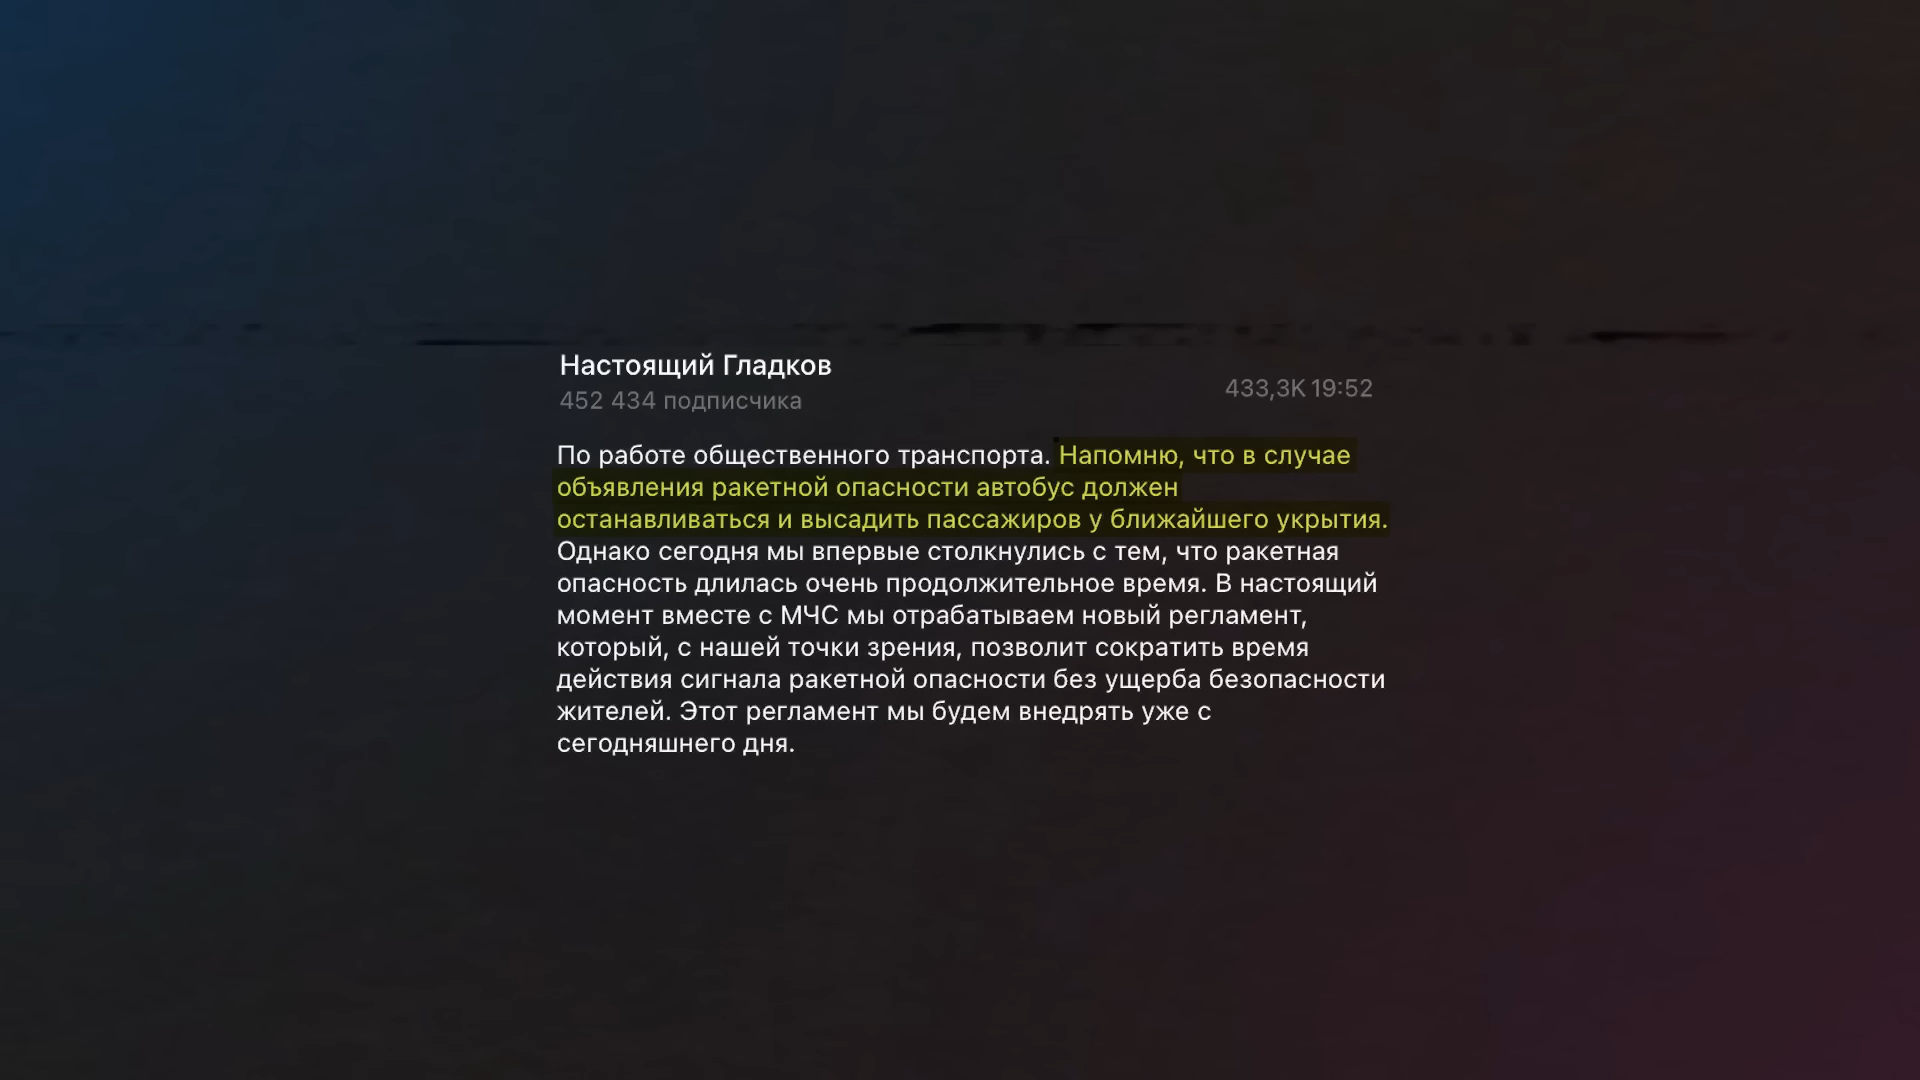 Настоящий Гладков
452 434 подписчика
433,3K 19:52
По работе общественного транспорта. Напомню, что в случае
объявления ракетной опасности автобус должен
останавливаться и высадить пассажиров у ближайшего укрытия.
Однако сегодня мы впервые столкнулись с тем, что ракетная
опасность длилась очень продолжительное время. В настоящий
момент вместе с МЧС мы отрабатываем новый регламент,
который, с нашей точки зрения, позволит сократить время
действия сигнала ракетной опасности без ущерба безопасности
жителей. Этот регламент мы будем внедрять уже с
сегодняшнего дня.